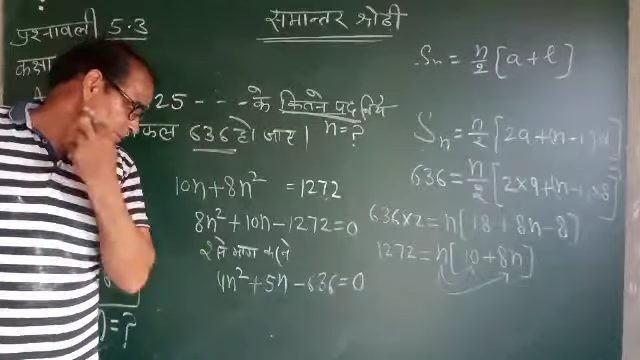 समान्तर श्रेढी
प्रश्नावली 5.3
कक्षा
25 - - - के कितने पद लिये
636 हो जाए। n=?
10n+8n² = 1272
8n²+10n-1272=0
2 से भाग करने
4n²+5n-636=0
Sn = n/2 [a+l]
Sn = n/2 [2a+(n-1)d]
636 = n/2 [2×9+(n-1)×8]
636×2 = n[18+8n-8]
1272 = n[10+8n]
=?